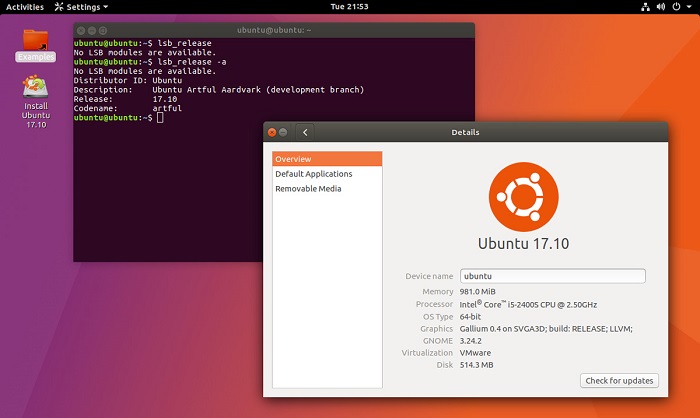 Activities Settings Tue 21:53
Examples
Install
Ubuntu
17.10
ubuntu@ubuntu: ~
ubuntu@ubuntu:~$ lsb_release
No LSB modules are available.
ubuntu@ubuntu:~$ lsb_release -a
No LSB modules are available.
Distributor ID: Ubuntu
Description: Ubuntu Artful Aardvark (development branch)
Release: 17.10
Codename: artful
ubuntu@ubuntu:~$
Details
Overview
Default Applications
Removable Media
Ubuntu 17.10
Device name ubuntu
Memory 981.0 MiB
Processor Intel® Core™ i5-2400S CPU @ 2.50GHz
OS Type 64-bit
Graphics Gallium 0.4 on SVGA3D; build: RELEASE; LLVM;
GNOME 3.24.2
Virtualization VMware
Disk 514.3 MB
Check for updates